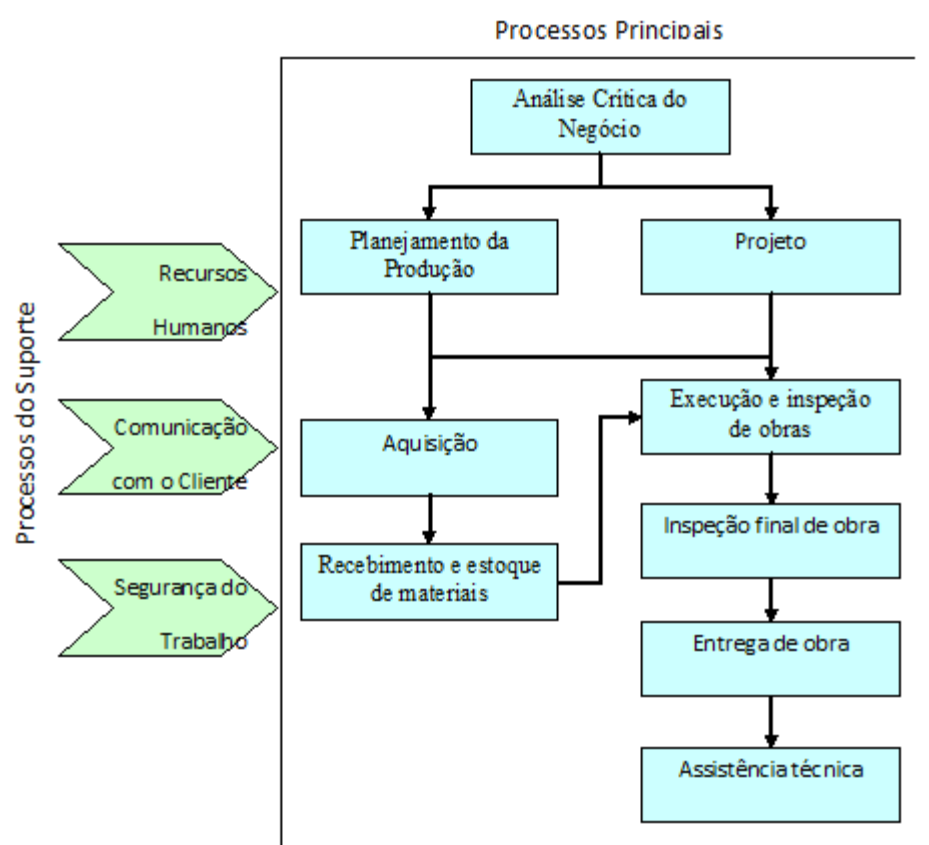 Processos Principais
Análise Critica do
Negócio
Planejamento da
Produção
Projeto
Recursos
Humanos
Processos do Suporte
Execução e inspeção
de obras
Comunicação
com o Cliente
Aquisição
Inspeção final de obra
Recebimento e estoque
de materiais
Segurança do
Trabalho
Entrega de obra
Assistência técnica